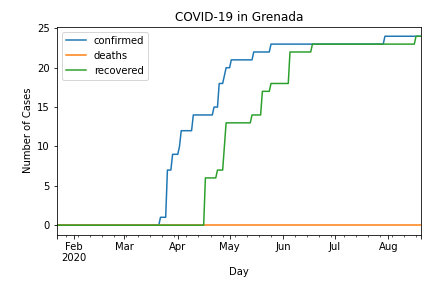 COVID-19 in Grenada
confirmed
deaths
recovered
Number of Cases
25
20
15
10
5
0
Feb
2020
Mar
Apr
May
Jun
Jul
Aug
Day